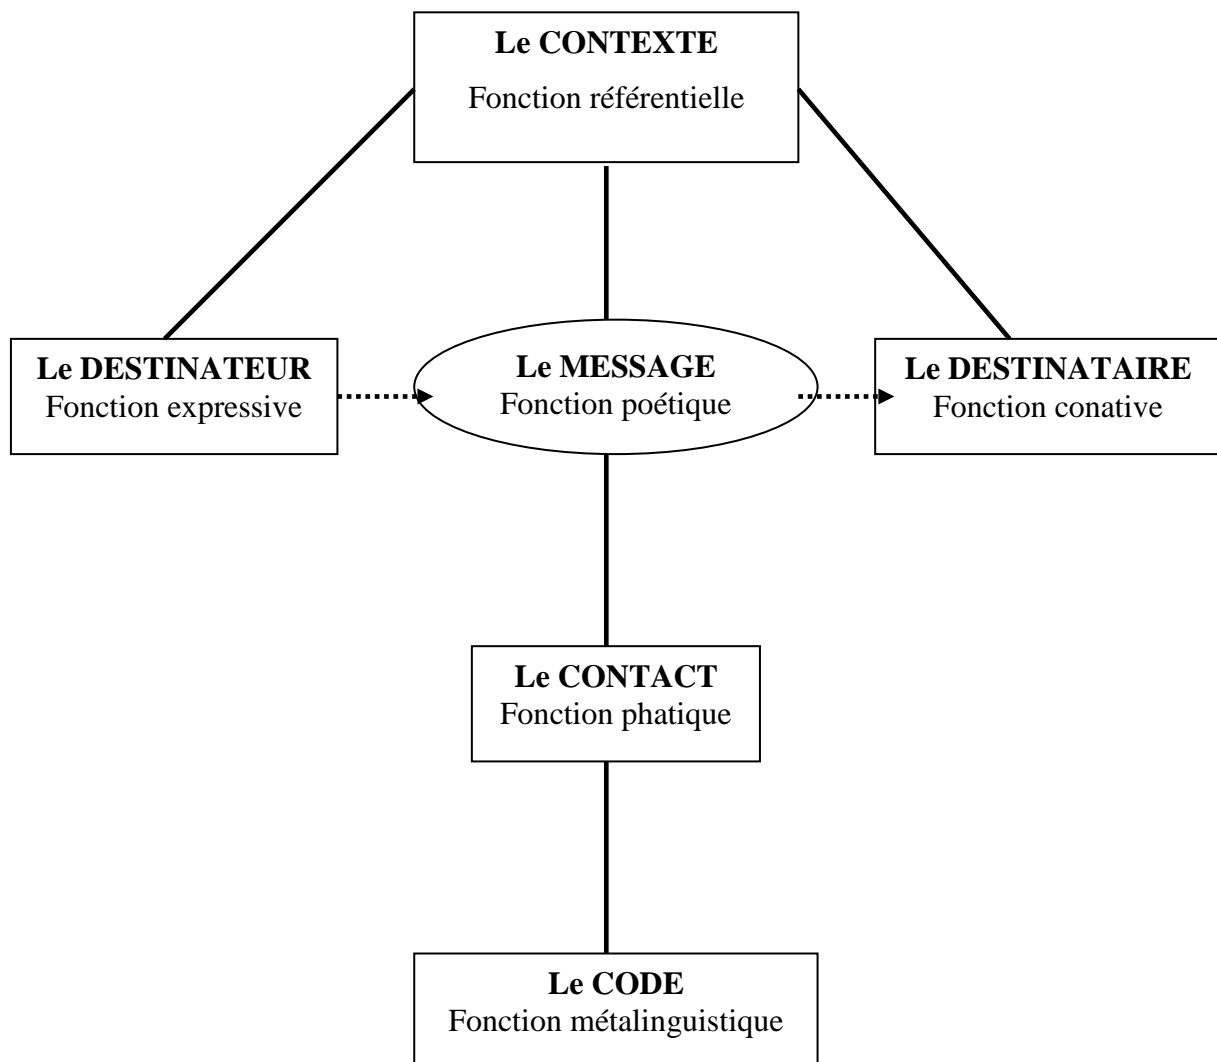 Le CONTEXTE
Fonction référentielle
Le DESTINATEUR
Fonction expressive
Le MESSAGE
Fonction poétique
Le DESTINATAIRE
Fonction conative
Le CONTACT
Fonction phatique
Le CODE
Fonction métalinguistique